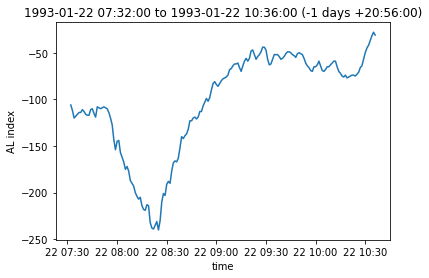 1993-01-22 07:32:00 to 1993-01-22 10:36:00 (-1 days +20:56:00)
−50
−100
−150
−200
−250
AL index
22 07:30 22 08:00 22 08:30 22 09:00 22 09:30 22 10:00 22 10:30
time